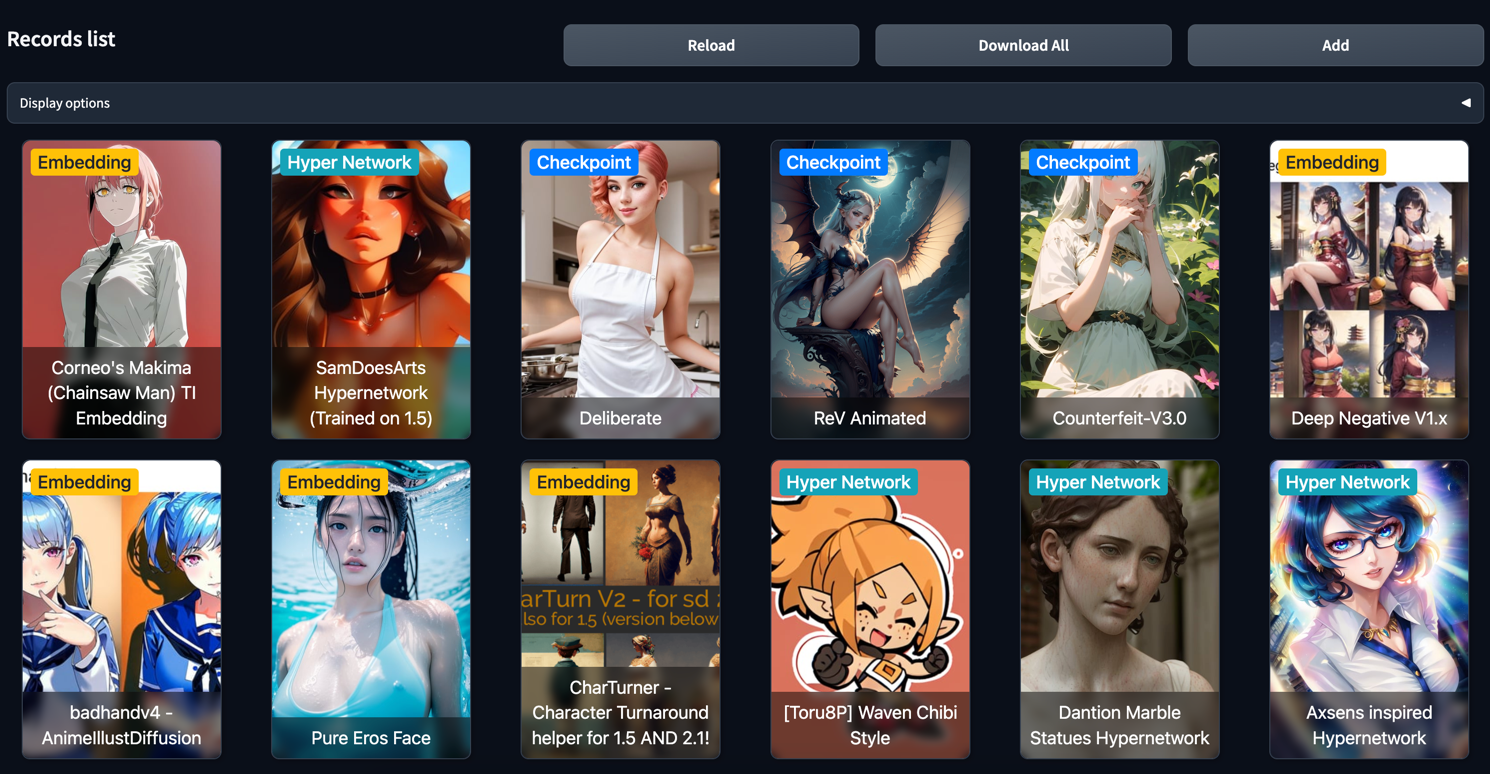 Records list
Reload
Download All
Add
Display options
Embedding
Corneo's Makima
(Chainsaw Man) TI
Embedding
Hyper Network
SamDoesArts
Hypernetwork
(Trained on 1.5)
Checkpoint
Deliberate
Checkpoint
ReV Animated
Checkpoint
Counterfeit-V3.0
Embedding
Deep Negative V1.x
Embedding
badhandv4 -
AnimeIllustDiffusion
Embedding
Pure Eros Face
Embedding
arTurn V2 - for sd
lso for 1.5 (version below
CharTurner -
Character Turnaround
helper for 1.5 AND 2.1!
Hyper Network
[Toru8P] Waven Chibi
Style
Hyper Network
Dantion Marble
Statues Hypernetwork
Hyper Network
Axsens inspired
Hypernetwork